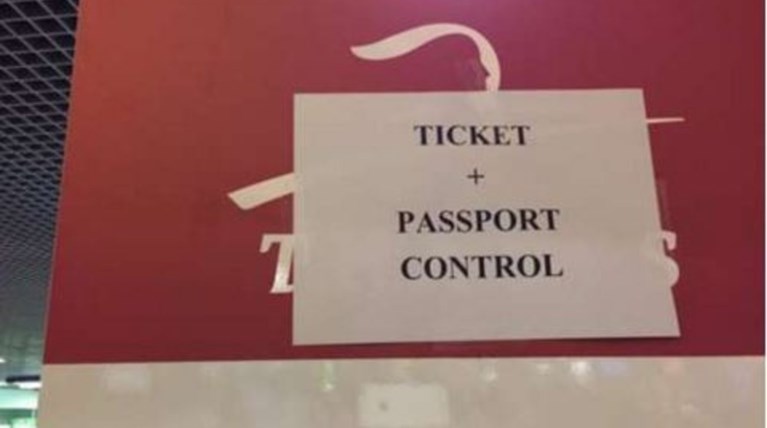 TICKET
+
PASSPORT
CONTROL